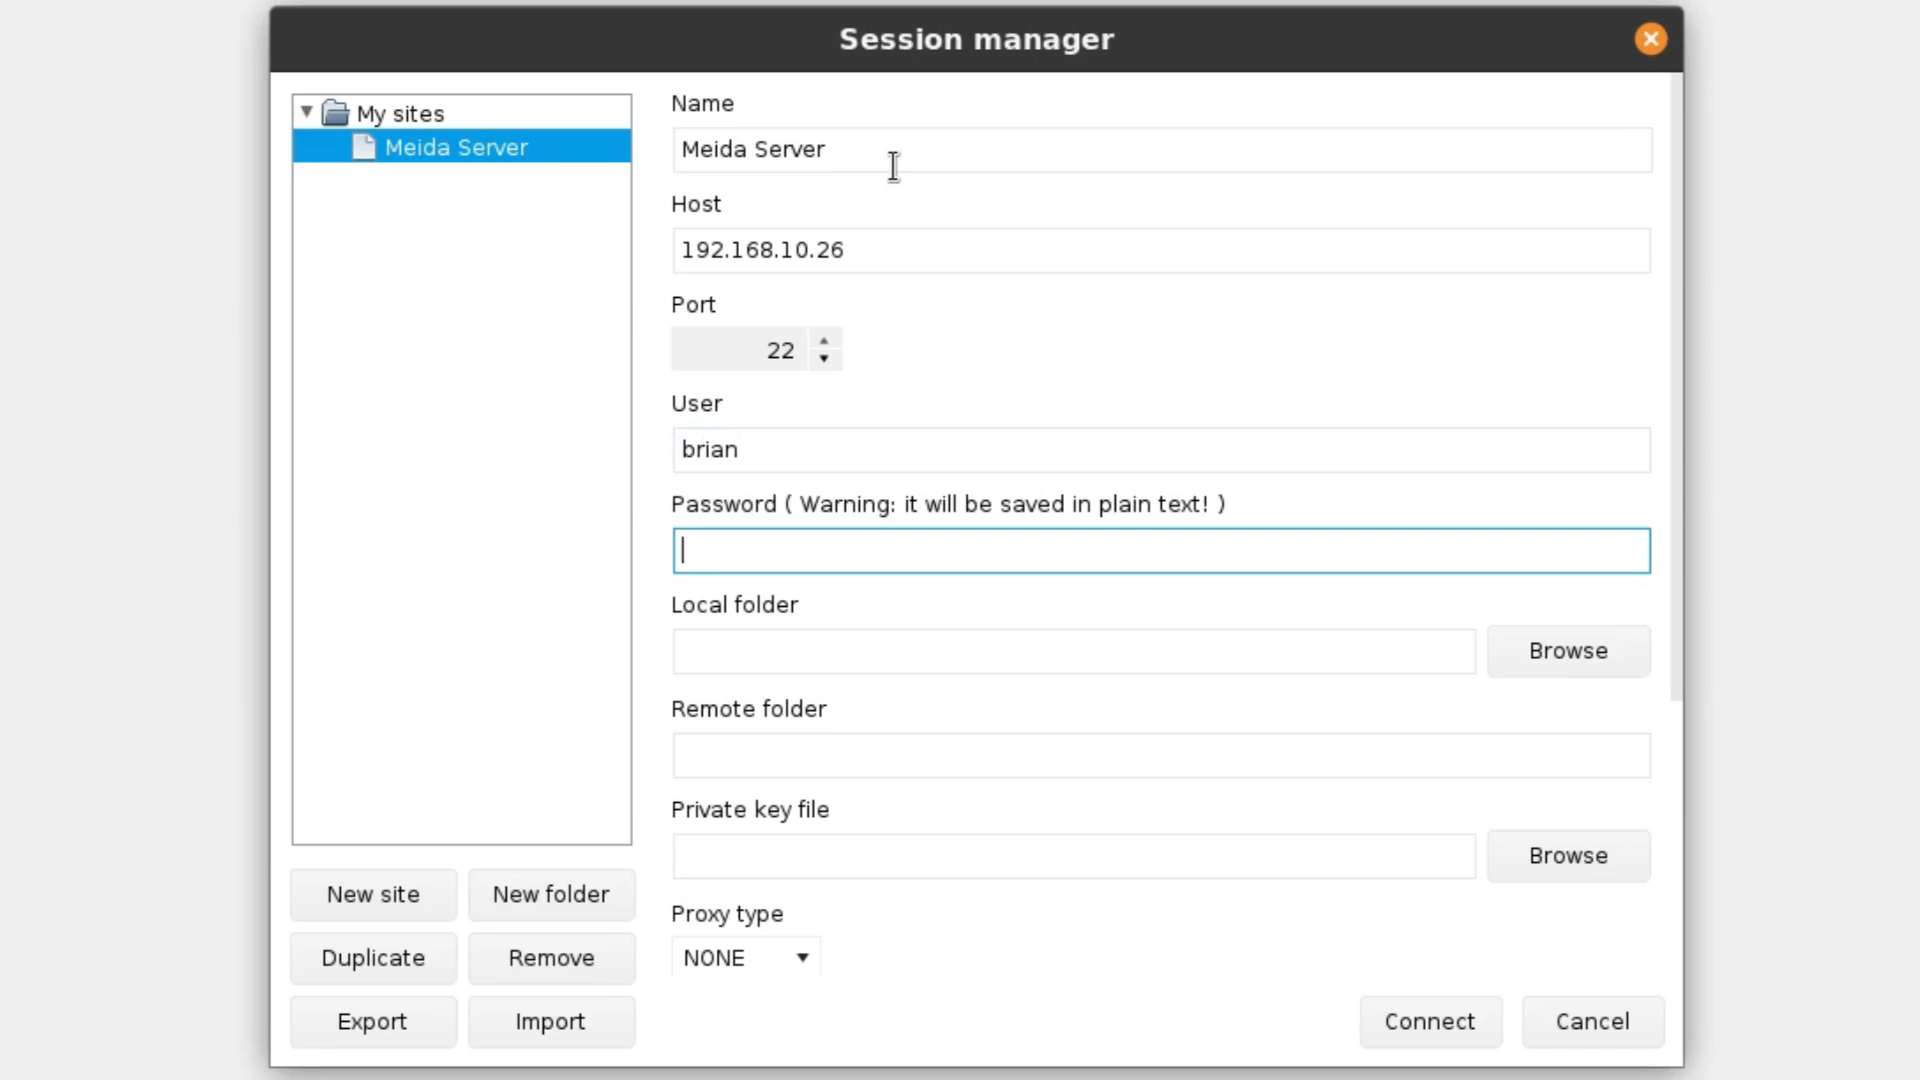 Session manager
My sites
Meida Server
Name
Meida Server
Host
192.168.10.26
Port
22
User
brian
Password ( Warning: it will be saved in plain text! )
Local folder
Browse
Remote folder
Private key file
Browse
Proxy type
NONE
New site
New folder
Duplicate
Remove
Export
Import
Connect
Cancel